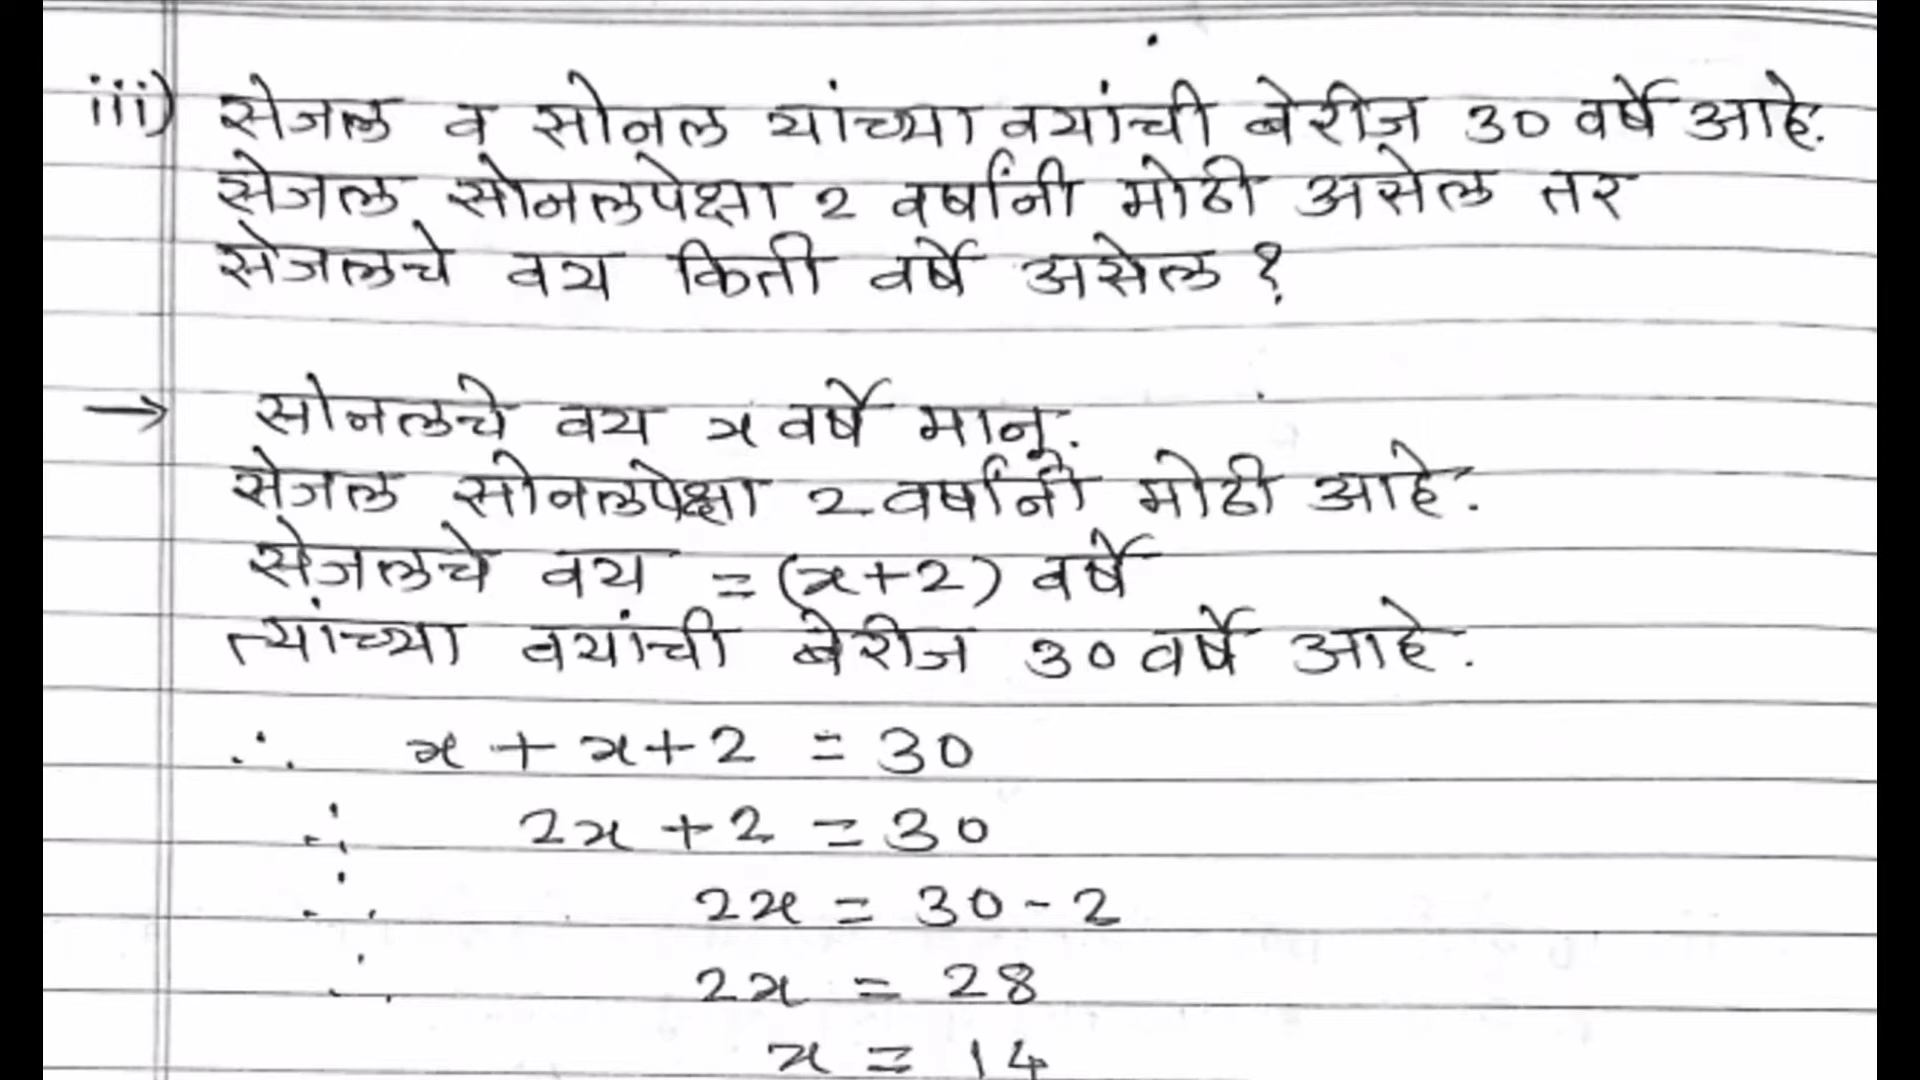 iii) सेजल व सोनल यांच्या वयांची बेरीज 30 वर्षे आहे.
सेजल सोनलपेक्षा 2 वर्षांनी मोठी असेल तर
सेजलचे वय किती वर्षे असेल ?
→ सोनलचे वय x वर्षे मानू.
सेजल सोनलपेक्षा 2 वर्षांनी मोठी आहे.
सेजलचे वय = (x+2) वर्षे
त्यांच्या वयांची बेरीज 30 वर्षे आहे.
∴ x + x + 2 = 30
∴ 2x + 2 = 30
∴ 2x = 30 - 2
∴ 2x = 28
x = 14